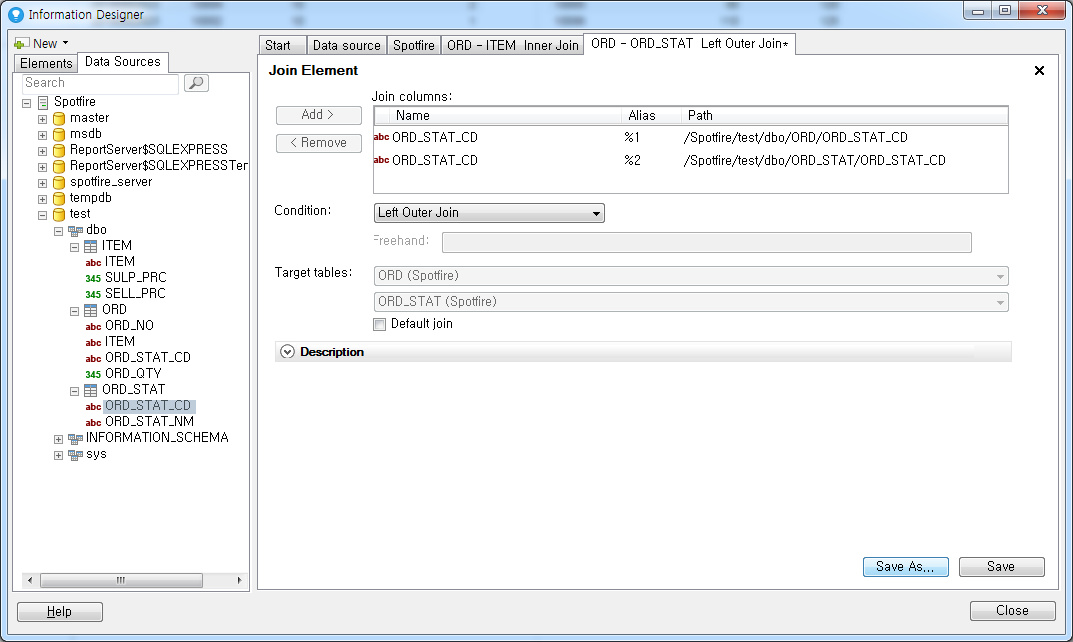 Information Designer
New
Elements
Data Sources
Search
Spotfire
master
msdb
ReportServer$SQLEXPRESS
ReportServer$SQLEXPRESSTer
spotfire_server
tempdb
test
dbo
ITEM
abc ITEM
345 SULP_PRC
345 SELL_PRC
ORD
abc ORD_NO
abc ITEM
abc ORD_STAT_CD
345 ORD_QTY
ORD_STAT
abc ORD_STAT_CD
abc ORD_STAT_NM
INFORMATION_SCHEMA
sys
Help
Start
Data source
Spotfire
ORD - ITEM Inner Join
ORD - ORD_STAT Left Outer Join*
Join Element
Join columns:
Add >
< Remove
Name Alias Path
abc ORD_STAT_CD %1 /Spotfire/test/dbo/ORD/ORD_STAT_CD
abc ORD_STAT_CD %2 /Spotfire/test/dbo/ORD_STAT/ORD_STAT_CD
Condition: Left Outer Join
Freehand:
Target tables: ORD (Spotfire)
ORD_STAT (Spotfire)
Default join
Description
Save As... Save
Close